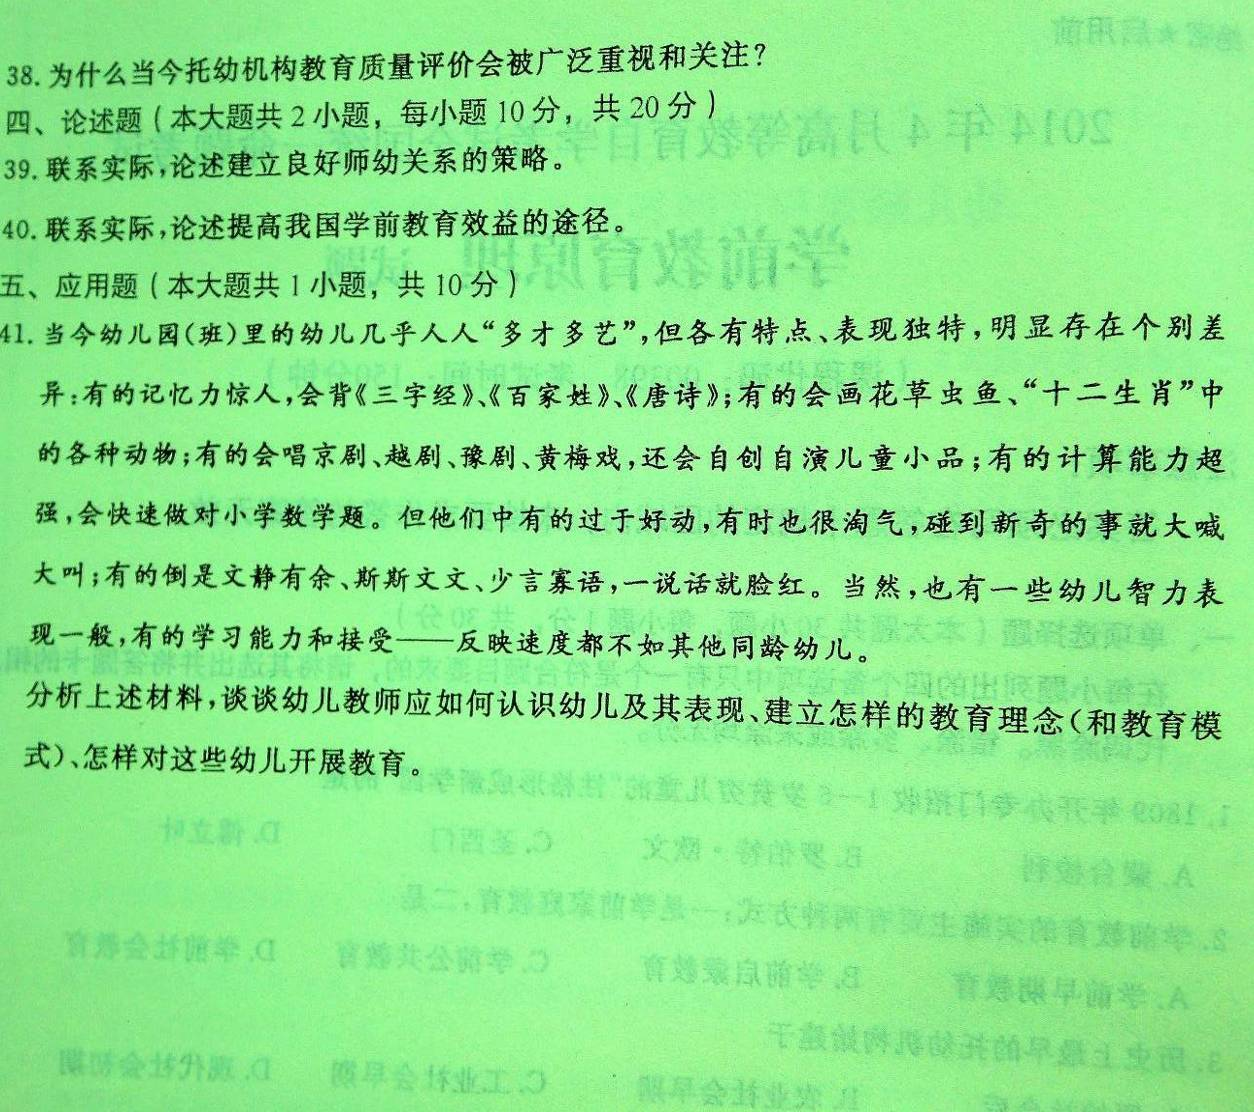 38. 为什么当今托幼机构教育质量评价会被广泛重视和关注？
四、论述题（本大题共 2 小题，每小题 10 分，共 20 分）
39. 联系实际，论述建立良好师幼关系的策略。
40. 联系实际，论述提高我国学前教育效益的途径。
五、应用题（本大题共 1 小题，共 10 分）
41. 当今幼儿园（班）里的幼儿几乎人人“多才多艺”，但各有特点、表现独特，明显存在个别差
异：有的记忆力惊人，会背《三字经》、《百家姓》、《唐诗》；有的会画花草虫鱼、“十二生肖”中
的各种动物；有的会唱京剧、越剧、豫剧、黄梅戏，还会自创自演儿童小品；有的计算能力超
强，会快速做对小学数学题。但他们中有的过于好动，有时也很淘气，碰到新奇的事就大喊
大叫；有的倒是文静有余、斯斯文文、少言寡语，一说话就脸红。当然，也有一些幼儿智力表
现一般，有的学习能力和接受——反映速度都不如其他同龄幼儿。
分析上述材料，谈谈幼儿教师应如何认识幼儿及其表现、建立怎样的教育理念（和教育模
式）、怎样对这些幼儿开展教育。